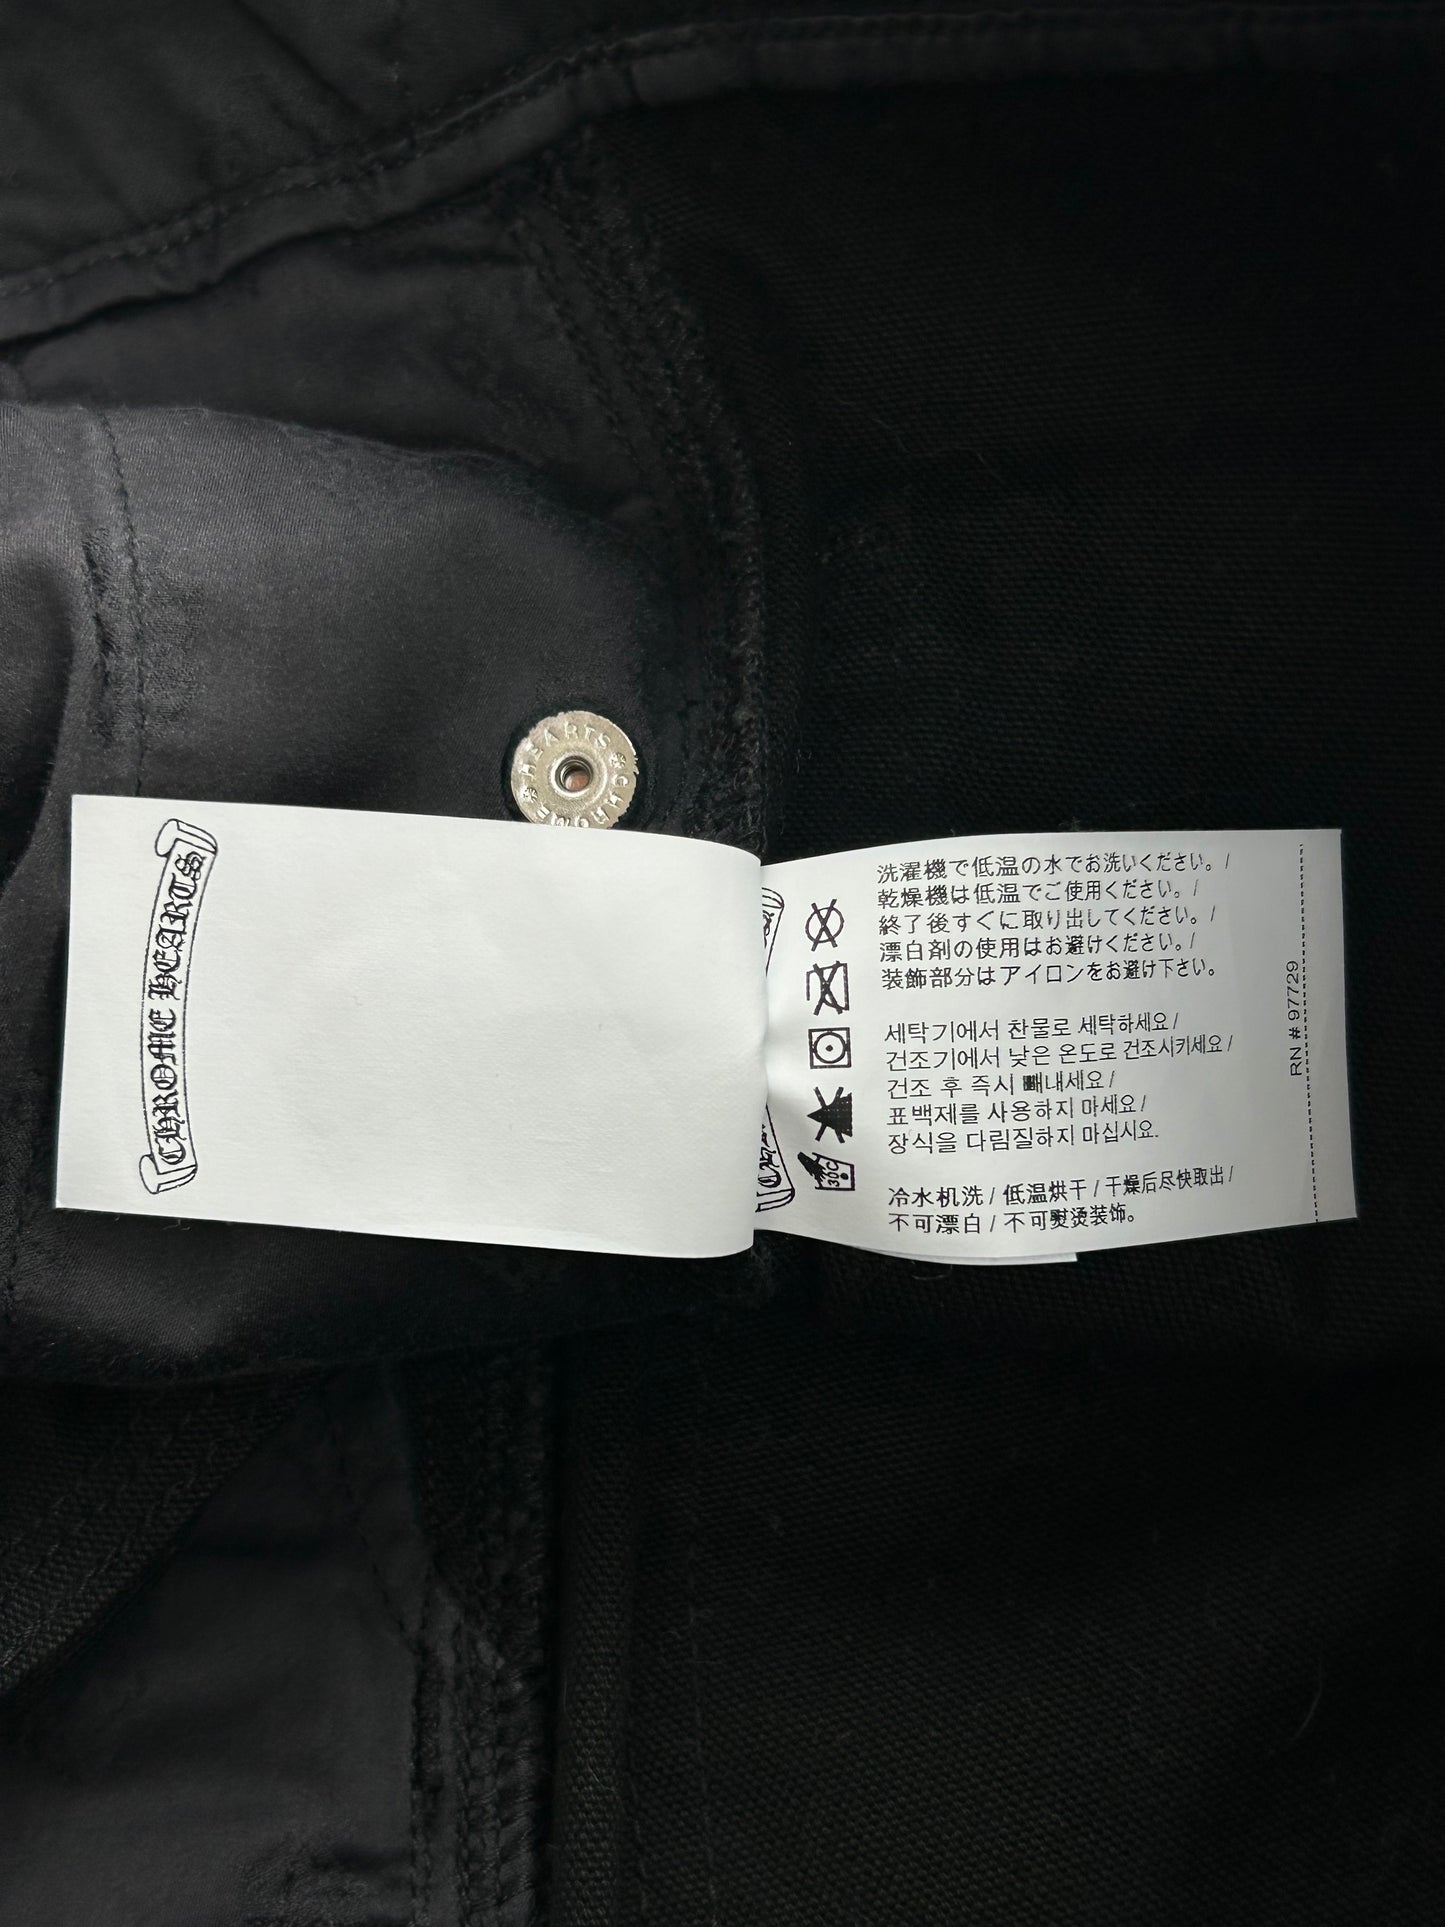 HEARTS CHROME
CHROME HEARTS
洗濯機で低温の水でお洗いください。/
乾燥機は低温でご使用ください。/
終了後すぐに取り出してください。/
漂白剤の使用はお避けください。/
装飾部分はアイロンをお避け下さい。
세탁기에서 찬물로 세탁하세요/
건조기에서 낮은 온도로 건조시키세요/
건조 후 즉시 빼내세요/
표백제를 사용하지 마세요/
장식을 다림질하지 마십시요.
冷水机洗/低温烘干/干燥后尽快取出/
不可漂白/不可熨烫装饰。
30C
RN # 97729